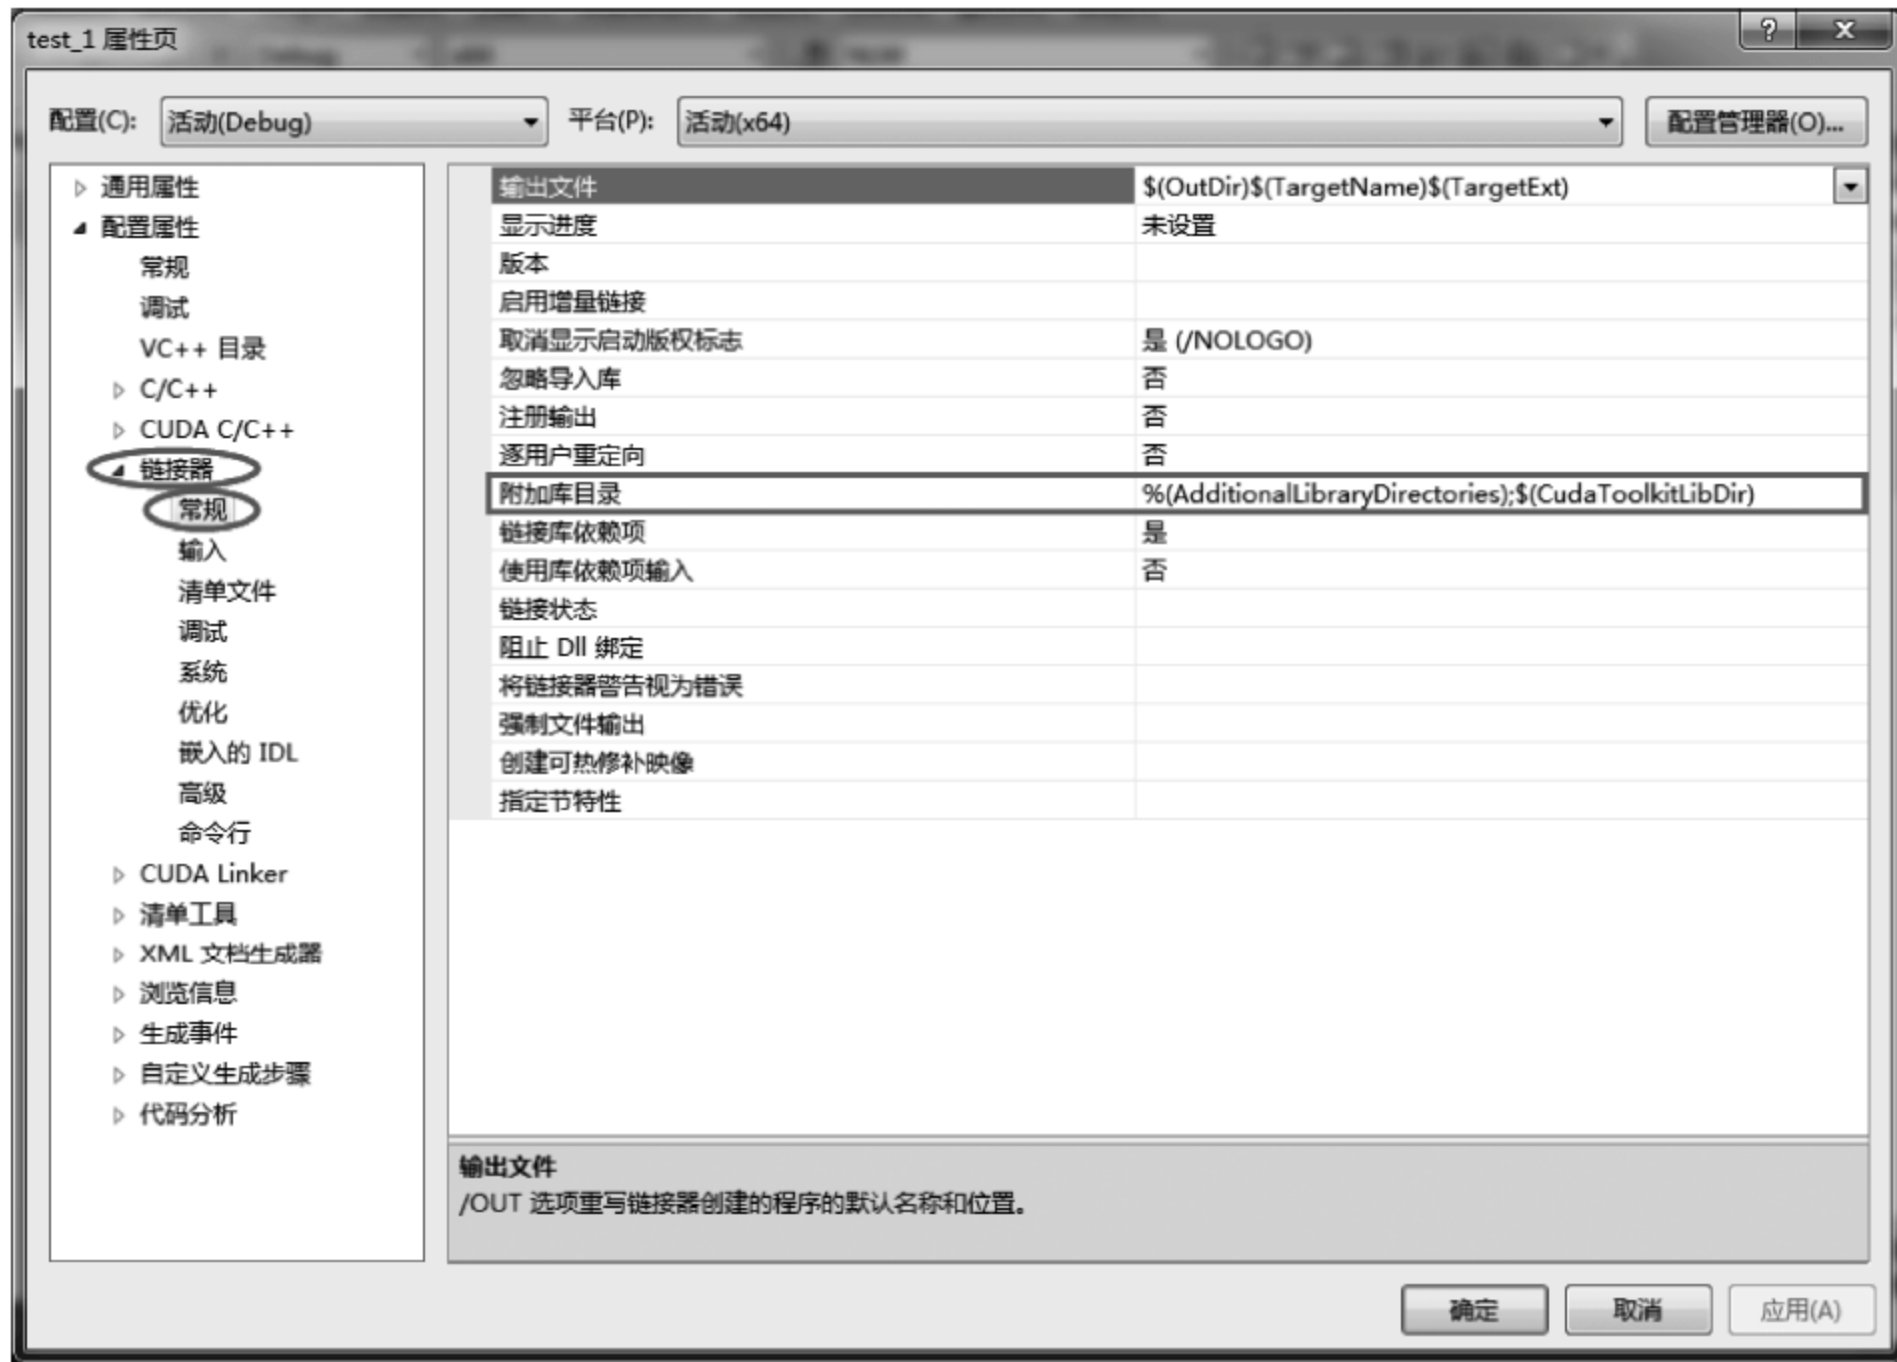 test_1 属性页
配置(C): 活动(Debug) 平台(P): 活动(x64) 配置管理器(O)...
通用属性
配置属性
常规
调试
VC++ 目录
C/C++
CUDA C/C++
链接器
常规
输入
清单文件
调试
系统
优化
嵌入的 IDL
高级
命令行
CUDA Linker
清单工具
XML 文档生成器
浏览信息
生成事件
自定义生成步骤
代码分析
输出文件 $(OutDir)$(TargetName)$(TargetExt)
显示进度 未设置
版本
启用增量链接
取消显示启动版权标志 是 (/NOLOGO)
忽略导入库 否
注册输出 否
逐用户重定向 否
附加库目录 %(AdditionalLibraryDirectories);$(CudaToolkitLibDir)
链接库依赖项 是
使用库依赖项输入 否
链接状态
阻止 Dll 绑定
将链接器警告视为错误
强制文件输出
创建可热修补映像
指定节特性
输出文件
/OUT 选项重写链接器创建的程序的默认名称和位置。
确定 取消 应用(A)